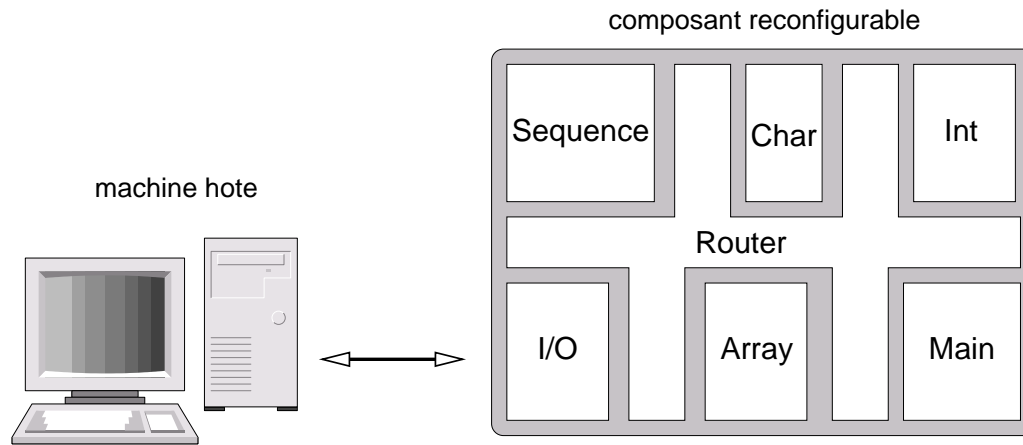 composant reconfigurable
Sequence
Char
Int
machine hote
Router
I/O
Array
Main